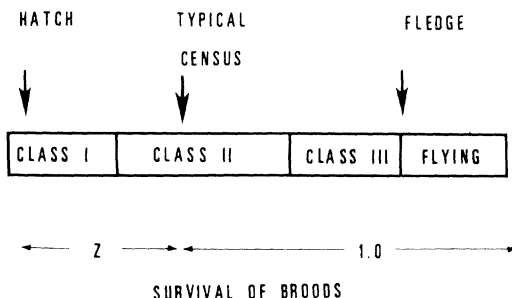 HATCH TYPICAL FLEDGE
CENSUS
CLASS I CLASS II CLASS III FLYING
Z 1.0
SURVIVAL OF BROODS